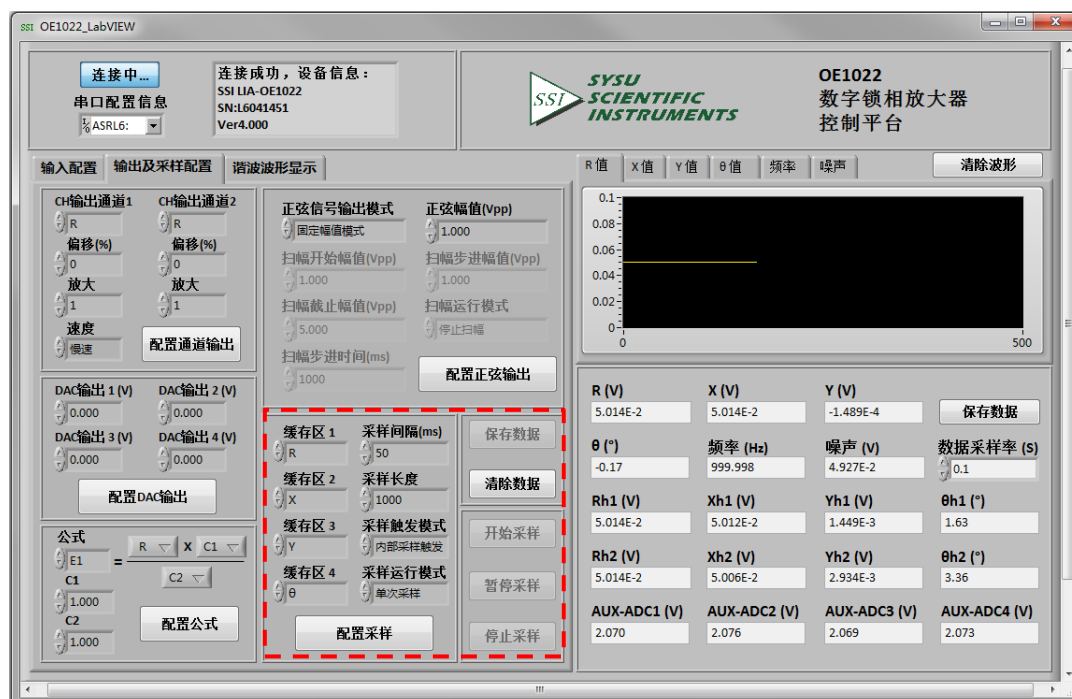 SSI OE1022_LabVIEW
连接中...
串口配置信息
ASRL6:
连接成功，设备信息：
SSI LIA-OE1022
SN:L6041451
Ver4.000
SSI
SYSU
SCIENTIFIC
INSTRUMENTS
OE1022
数字锁相放大器
控制平台
输入配置 输出及采样配置 谐波波形显示
CH输出通道1 CH输出通道2
R R
偏移(%) 偏移(%)
0 0
放大 放大
1 1
速度
慢速
配置通道输出
DAC输出 1 (V) DAC输出 2 (V)
0.000 0.000
DAC输出 3 (V) DAC输出 4 (V)
0.000 0.000
配置DAC输出
公式
E1 = R X C1
C2
C1
1.000
C2
1.000
配置公式
正弦信号输出模式 正弦幅值(Vpp)
固定幅值模式 1.000
扫幅开始幅值(Vpp) 扫幅步进幅值(Vpp)
1.000 1.000
扫幅截止幅值(Vpp) 扫幅运行模式
5.000 停止扫幅
扫幅步进时间(ms)
1000
配置正弦输出
缓存区 1 采样间隔(ms)
R 50
缓存区 2 采样长度
X 1000
缓存区 3 采样触发模式
Y 内部采样触发
缓存区 4 采样运行模式
θ 单次采样
配置采样
保存数据
清除数据
开始采样
暂停采样
停止采样
R 值 X 值 Y 值 θ 值 频率 噪声
清除波形
0.1
0.08
0.06
0.04
0.02
0
0 500
R (V) X (V) Y (V)
5.014E-2 5.014E-2 -1.489E-4
保存数据
θ (°) 频率 (Hz) 噪声 (V) 数据采样率 (S)
-0.17 999.998 4.927E-2 0.1
Rh1 (V) Xh1 (V) Yh1 (V) θh1 (°)
5.014E-2 5.012E-2 1.449E-3 1.63
Rh2 (V) Xh2 (V) Yh2 (V) θh2 (°)
5.014E-2 5.006E-2 2.934E-3 3.36
AUX-ADC1 (V) AUX-ADC2 (V) AUX-ADC3 (V) AUX-ADC4 (V)
2.070 2.076 2.069 2.073